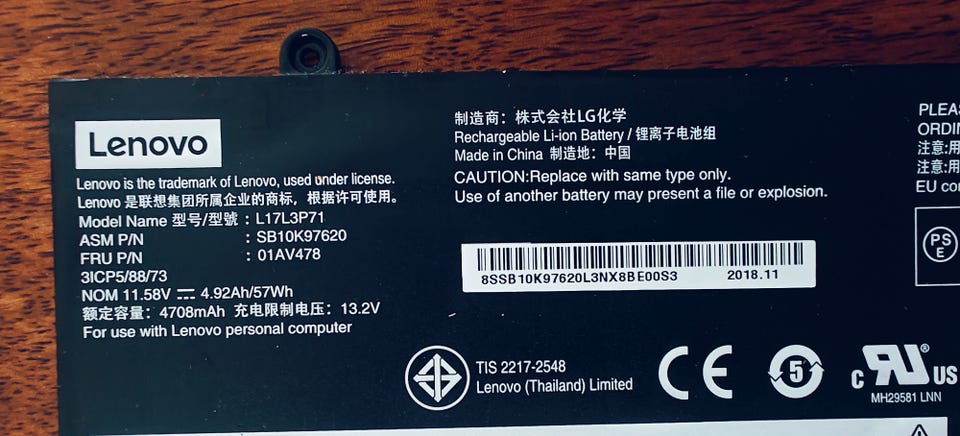 Lenovo
Lenovo is the trademark of Lenovo, used under license.
Lenovo 是联想集团所属企业的商标，根据许可使用。
Model Name 型号/型號 : L17L3P71
ASM P/N : SB10K97620
FRU P/N : 01AV478
3ICP5/88/73
NOM 11.58V ⎓ 4.92Ah/57Wh
额定容量: 4708mAh 充电限制电压: 13.2V
For use with Lenovo personal computer
制造商: 株式会社LG化学
Rechargeable Li-ion Battery / 锂离子电池组
Made in China 制造地: 中国
CAUTION:Replace with same type only.
Use of another battery may present a file or explosion.
8SSB10K97620L3NX8BE00S3 2018.11
TIS 2217-2548
Lenovo (Thailand) Limited
CE
5
c RU ® US
MH29581 LNN
PLEA
ORDI
注意:用
注意:用
EU co
PS
E